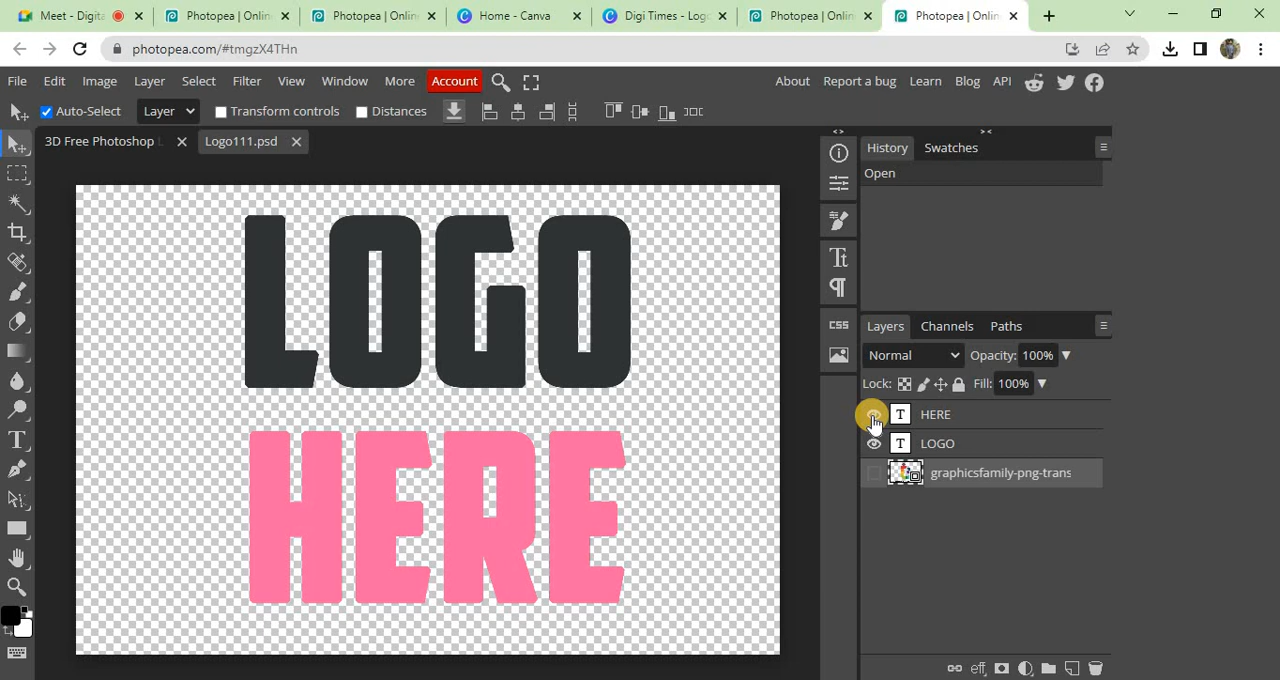 Meet - Digita
Photopea | Onlin
Photopea | Onlin
Home - Canva
Digi Times - Log
Photopea | Onlin
Photopea | Onlin
photopea.com/#tmgzX4THn
File Edit Image Layer Select Filter View Window More Account
About Report a bug Learn Blog API
Auto-Select Layer Transform controls Distances
3D Free Photoshop
Logo111.psd
LOGO
HERE
History Swatches
Open
CSS
Layers Channels Paths
Normal Opacity: 100%
Lock: Fill: 100%
T HERE
T LOGO
graphicsfamily-png-trans
eff